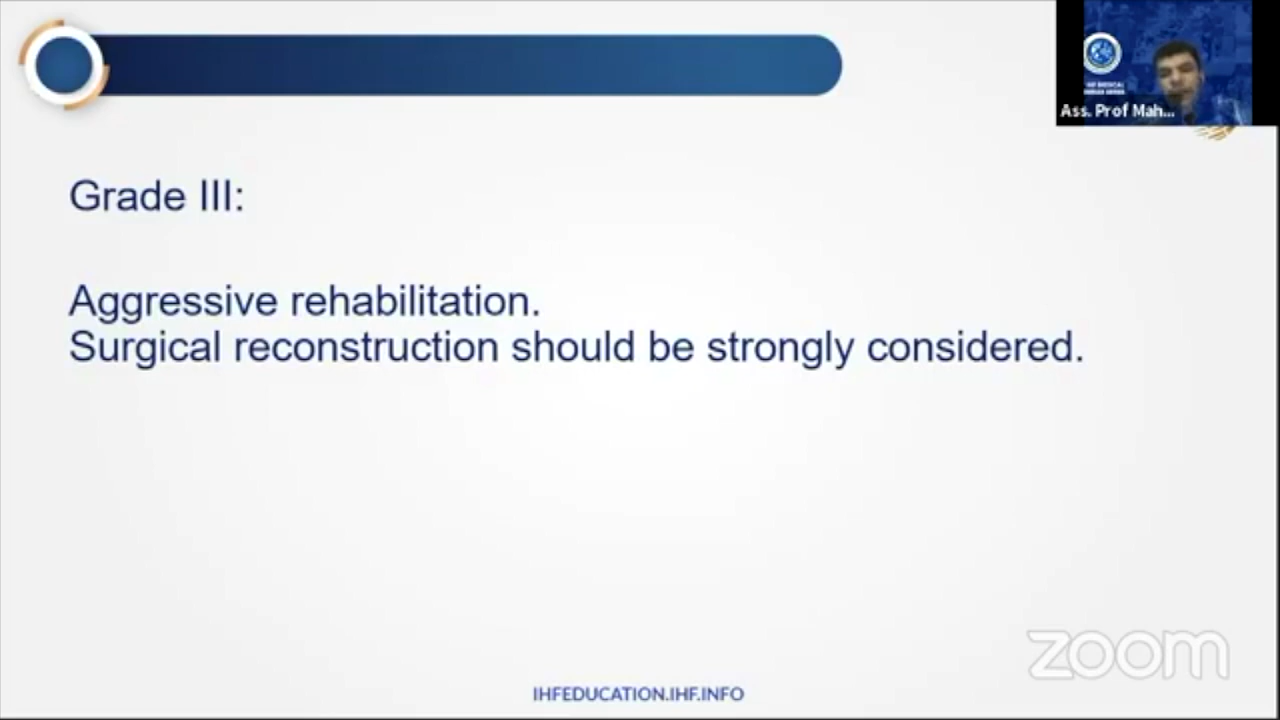 Ass. Prof Mah...
Grade III:
Aggressive rehabilitation.
Surgical reconstruction should be strongly considered.
zoom
IHFEDUCATION.IHF.INFO